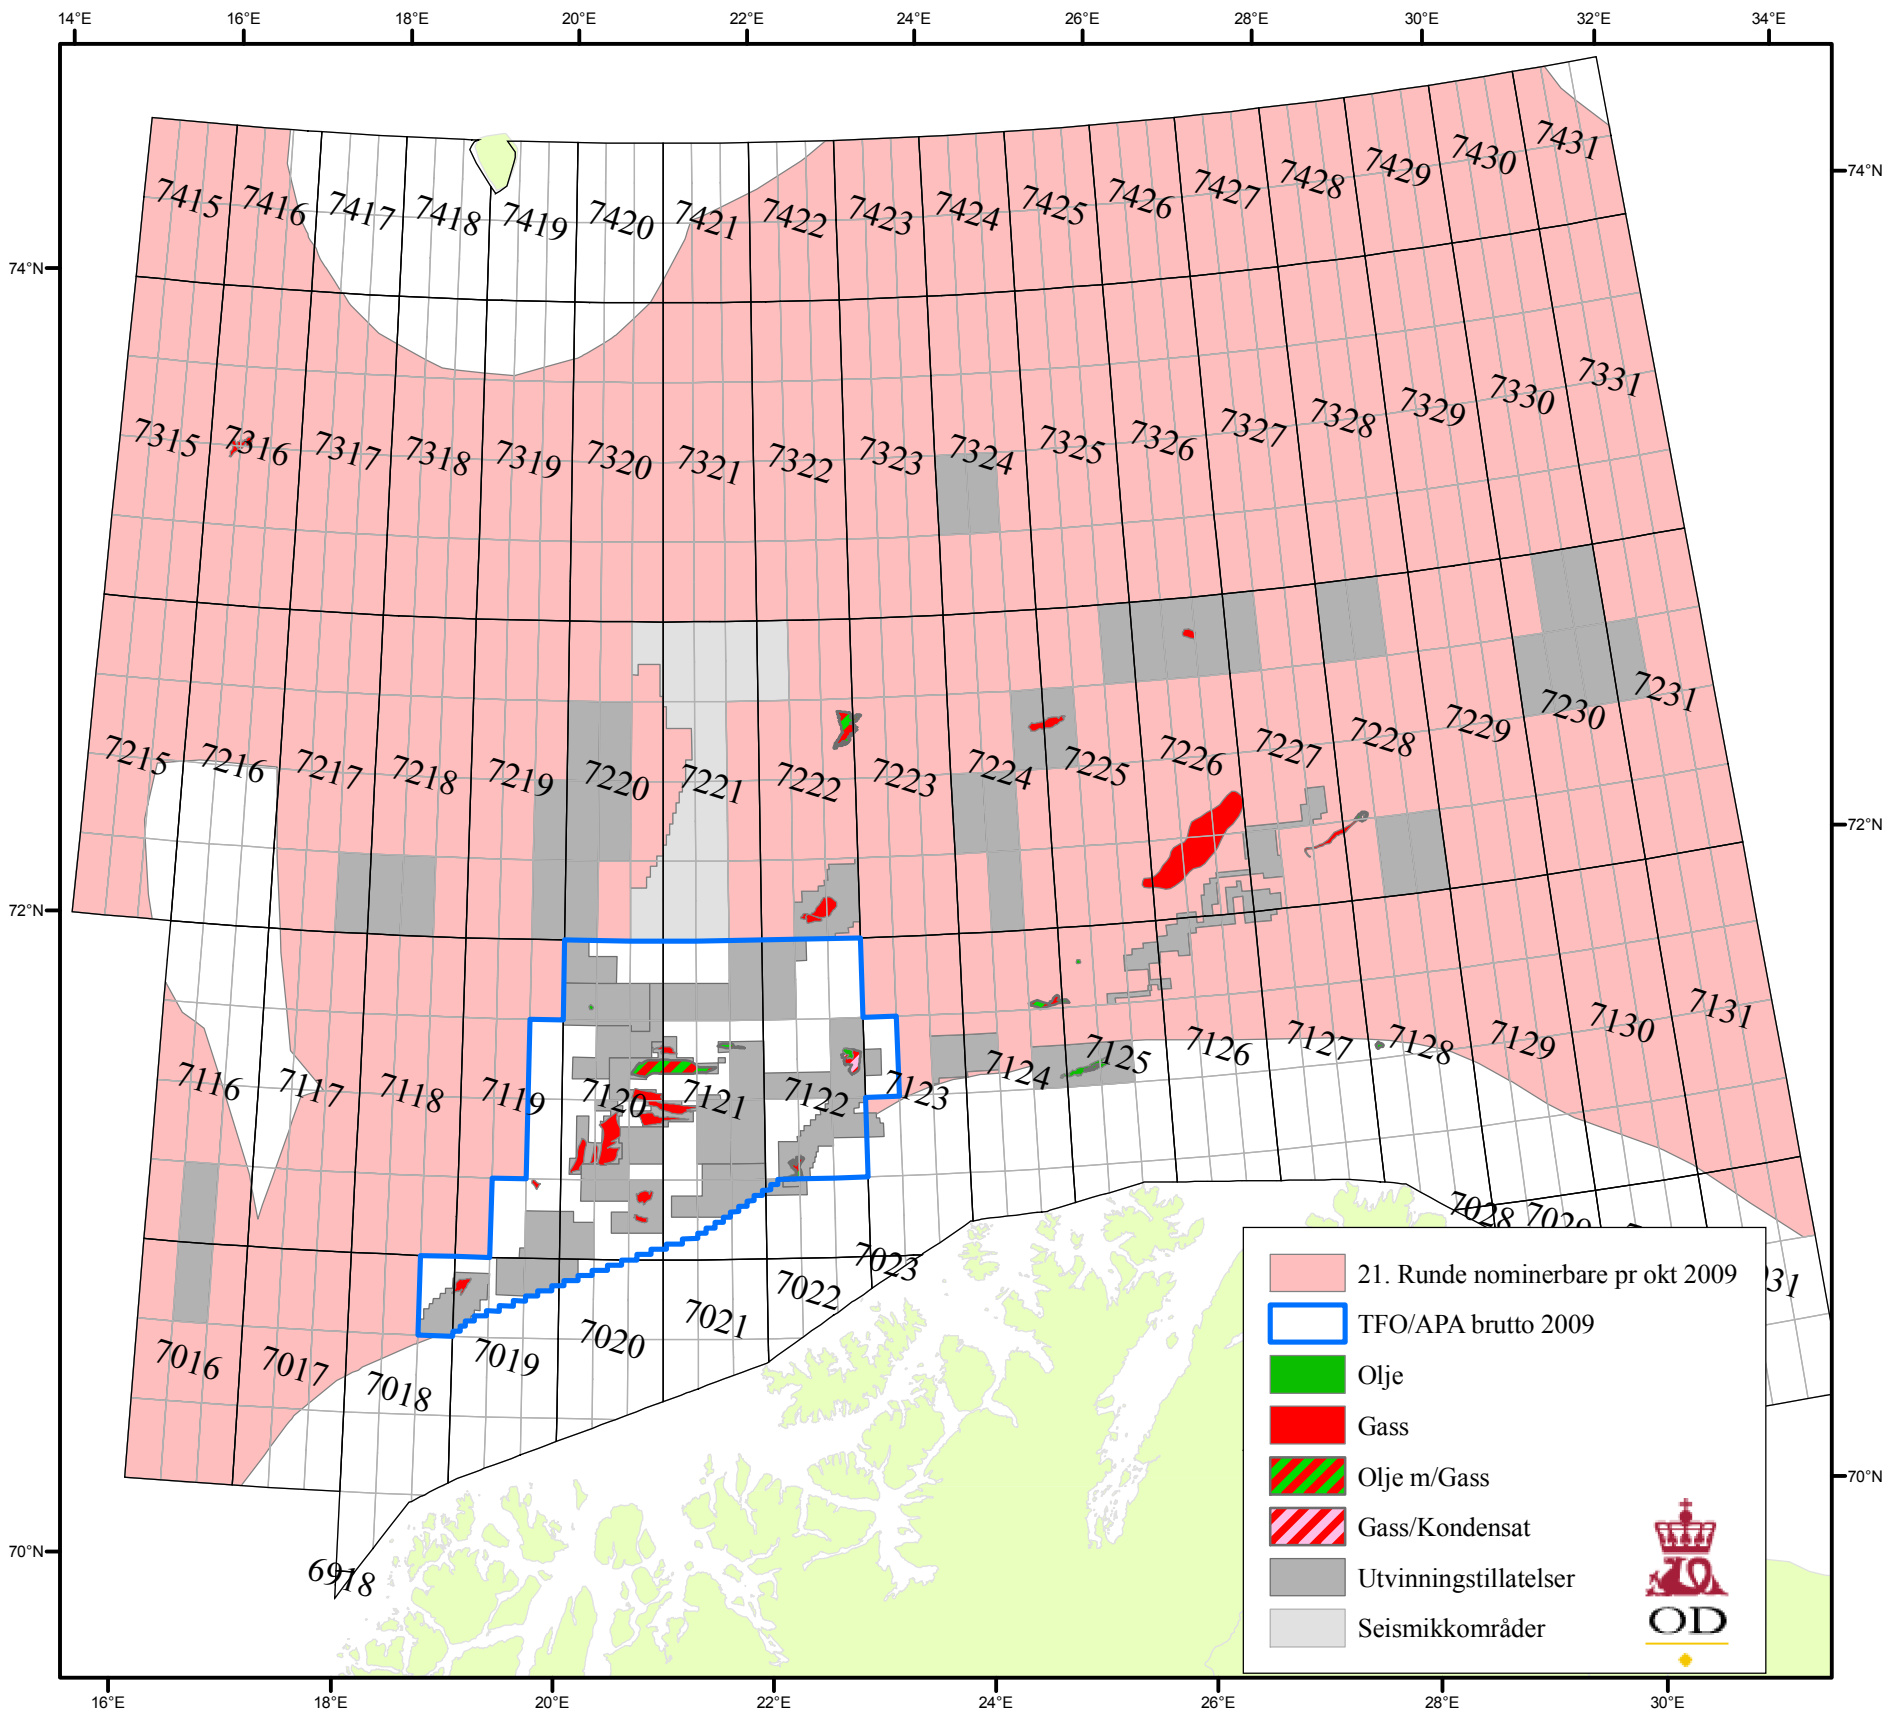 14°E 16°E 18°E 20°E 22°E 24°E 26°E 28°E 30°E 32°E 34°E
74°N
74°N
72°N
72°N
70°N
70°N
7415 7416 7417 7418 7419 7420 7421 7422 7423 7424 7425 7426 7427 7428 7429 7430 7431
7315 7316 7317 7318 7319 7320 7321 7322 7323 7324 7325 7326 7327 7328 7329 7330 7331
7215 7216 7217 7218 7219 7220 7221 7222 7223 7224 7225 7226 7227 7228 7229 7230 7231
7116 7117 7118 7119 7120 7121 7122 7123 7124 7125 7126 7127 7128 7129 7130 7131
7016 7017 7018 7019 7020 7021 7022 7023 7028 7029
6918
21. Runde nominerbare pr okt 2009
TFO/APA brutto 2009
Olje
Gass
Olje m/Gass
Gass/Kondensat
Utvinningstillatelser
Seismikkområder
OD
16°E 18°E 20°E 22°E 24°E 26°E 28°E 30°E